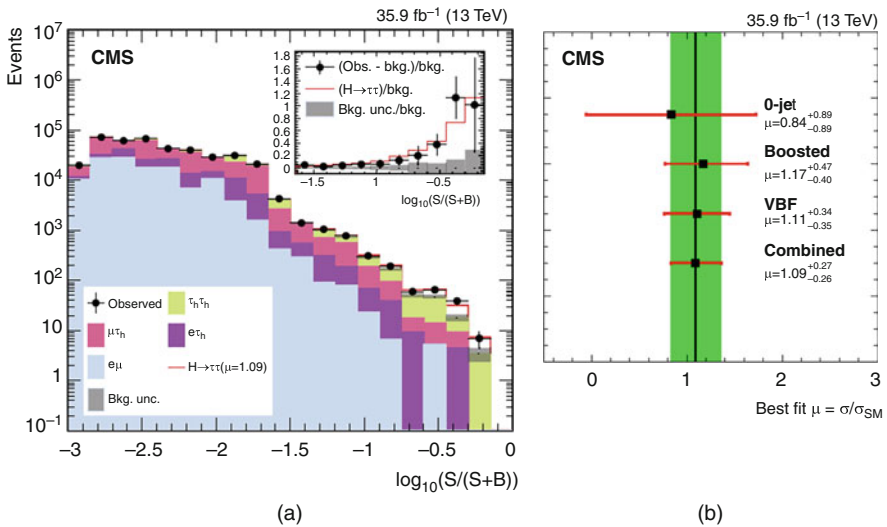 35.9 fb⁻¹ (13 TeV)
CMS
Events
10⁷
10⁶
10⁵
10⁴
10³
10²
10
1
10⁻¹
1.8
1.6
1.4
1.2
1
0.8
0.6
0.4
0.2
0
(Obs. - bkg.)/bkg.
(H→ττ)/bkg.
Bkg. unc./bkg.
−1.5 −1 −0.5
log₁₀(S/(S+B))
Observed
τₕτₕ
μτₕ
eτₕ
eμ
H→ττ(μ=1.09)
Bkg. unc.
−3 −2.5 −2 −1.5 −1 −0.5 0
log₁₀(S/(S+B))
(a)
35.9 fb⁻¹ (13 TeV)
CMS
0-jet
μ=0.84 +0.89 −0.89
Boosted
μ=1.17 +0.47 −0.40
VBF
μ=1.11 +0.34 −0.35
Combined
μ=1.09 +0.27 −0.26
0 1 2 3
Best fit μ = σ/σSM
(b)